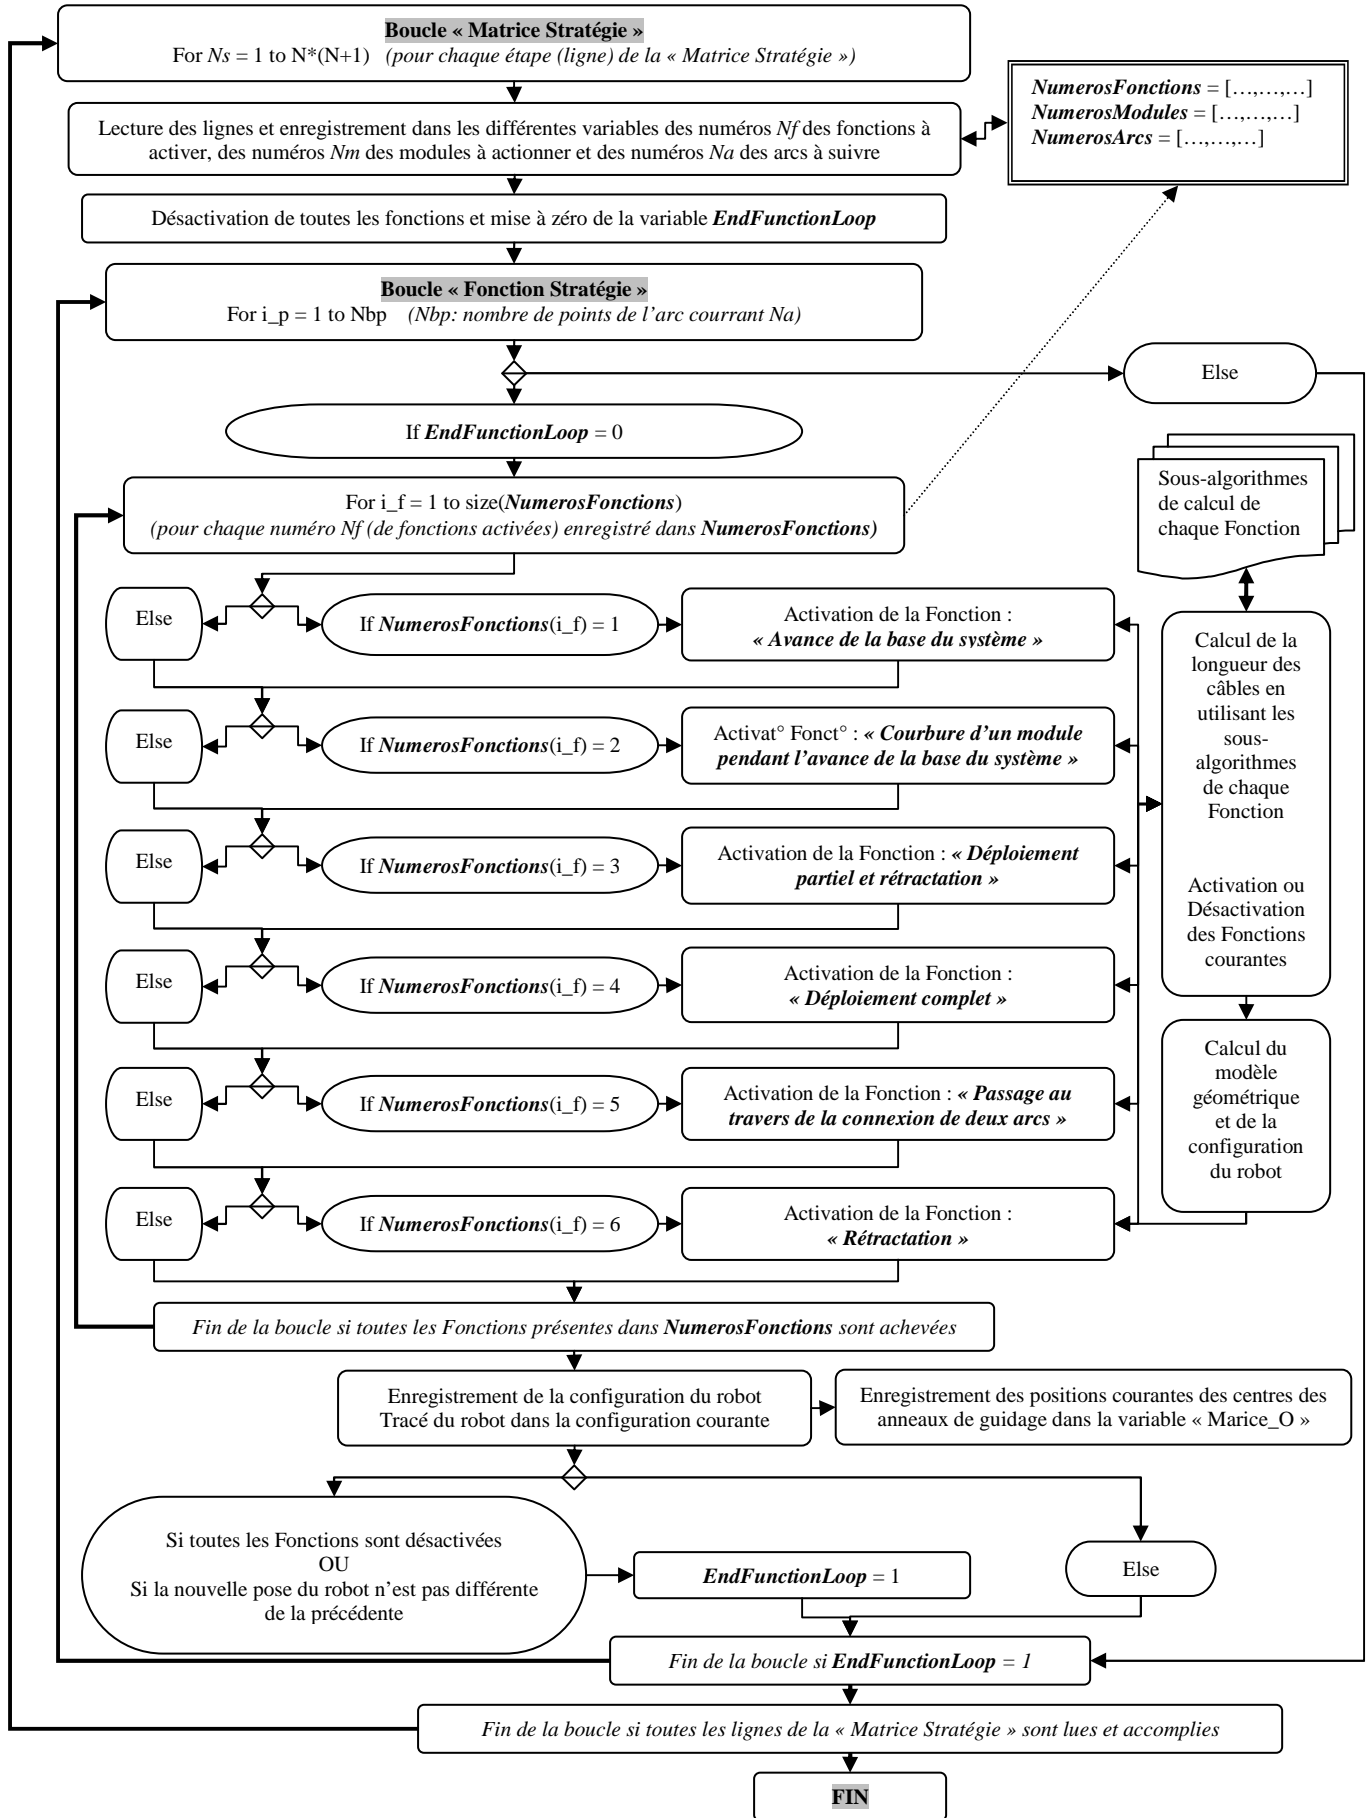 Boucle « Matrice Stratégie »
For Ns = 1 to N*(N+1) (pour chaque étape (ligne) de la « Matrice Stratégie »)
NumerosFonctions = […,…,…]
NumerosModules = […,…,…]
NumerosArcs = […,…,…]
Lecture des lignes et enregistrement dans les différentes variables des numéros Nf des fonctions à
activer, des numéros Nm des modules à actionner et des numéros Na des arcs à suivre
Désactivation de toutes les fonctions et mise à zéro de la variable EndFunctionLoop
Boucle « Fonction Stratégie »
For i_p = 1 to Nbp (Nbp: nombre de points de l’arc courrant Na)
Else
If EndFunctionLoop = 0
For i_f = 1 to size(NumerosFonctions)
(pour chaque numéro Nf (de fonctions activées) enregistré dans NumerosFonctions)
Sous-algorithmes
de calcul de
chaque Fonction
Else
If NumerosFonctions(i_f) = 1
Activation de la Fonction :
« Avance de la base du système »
Else
If NumerosFonctions(i_f) = 2
Activat° Fonct° : « Courbure d’un module
pendant l’avance de la base du système »
Else
If NumerosFonctions(i_f) = 3
Activation de la Fonction : « Déploiement
partiel et rétractation »
Else
If NumerosFonctions(i_f) = 4
Activation de la Fonction :
« Déploiement complet »
Else
If NumerosFonctions(i_f) = 5
Activation de la Fonction : « Passage au
travers de la connexion de deux arcs »
Else
If NumerosFonctions(i_f) = 6
Activation de la Fonction :
« Rétractation »
Calcul de la
longueur des
câbles en
utilisant les
sous-
algorithmes
de chaque
Fonction
Activation ou
Désactivation
des Fonctions
courantes
Calcul du
modèle
géométrique
et de la
configuration
du robot
Fin de la boucle si toutes les Fonctions présentes dans NumerosFonctions sont achevées
Enregistrement de la configuration du robot
Tracé du robot dans la configuration courante
Enregistrement des positions courantes des centres des
anneaux de guidage dans la variable « Marice_O »
Si toutes les Fonctions sont désactivées
OU
Si la nouvelle pose du robot n’est pas différente
de la précédente
EndFunctionLoop = 1
Else
Fin de la boucle si EndFunctionLoop = 1
Fin de la boucle si toutes les lignes de la « Matrice Stratégie » sont lues et accomplies
FIN